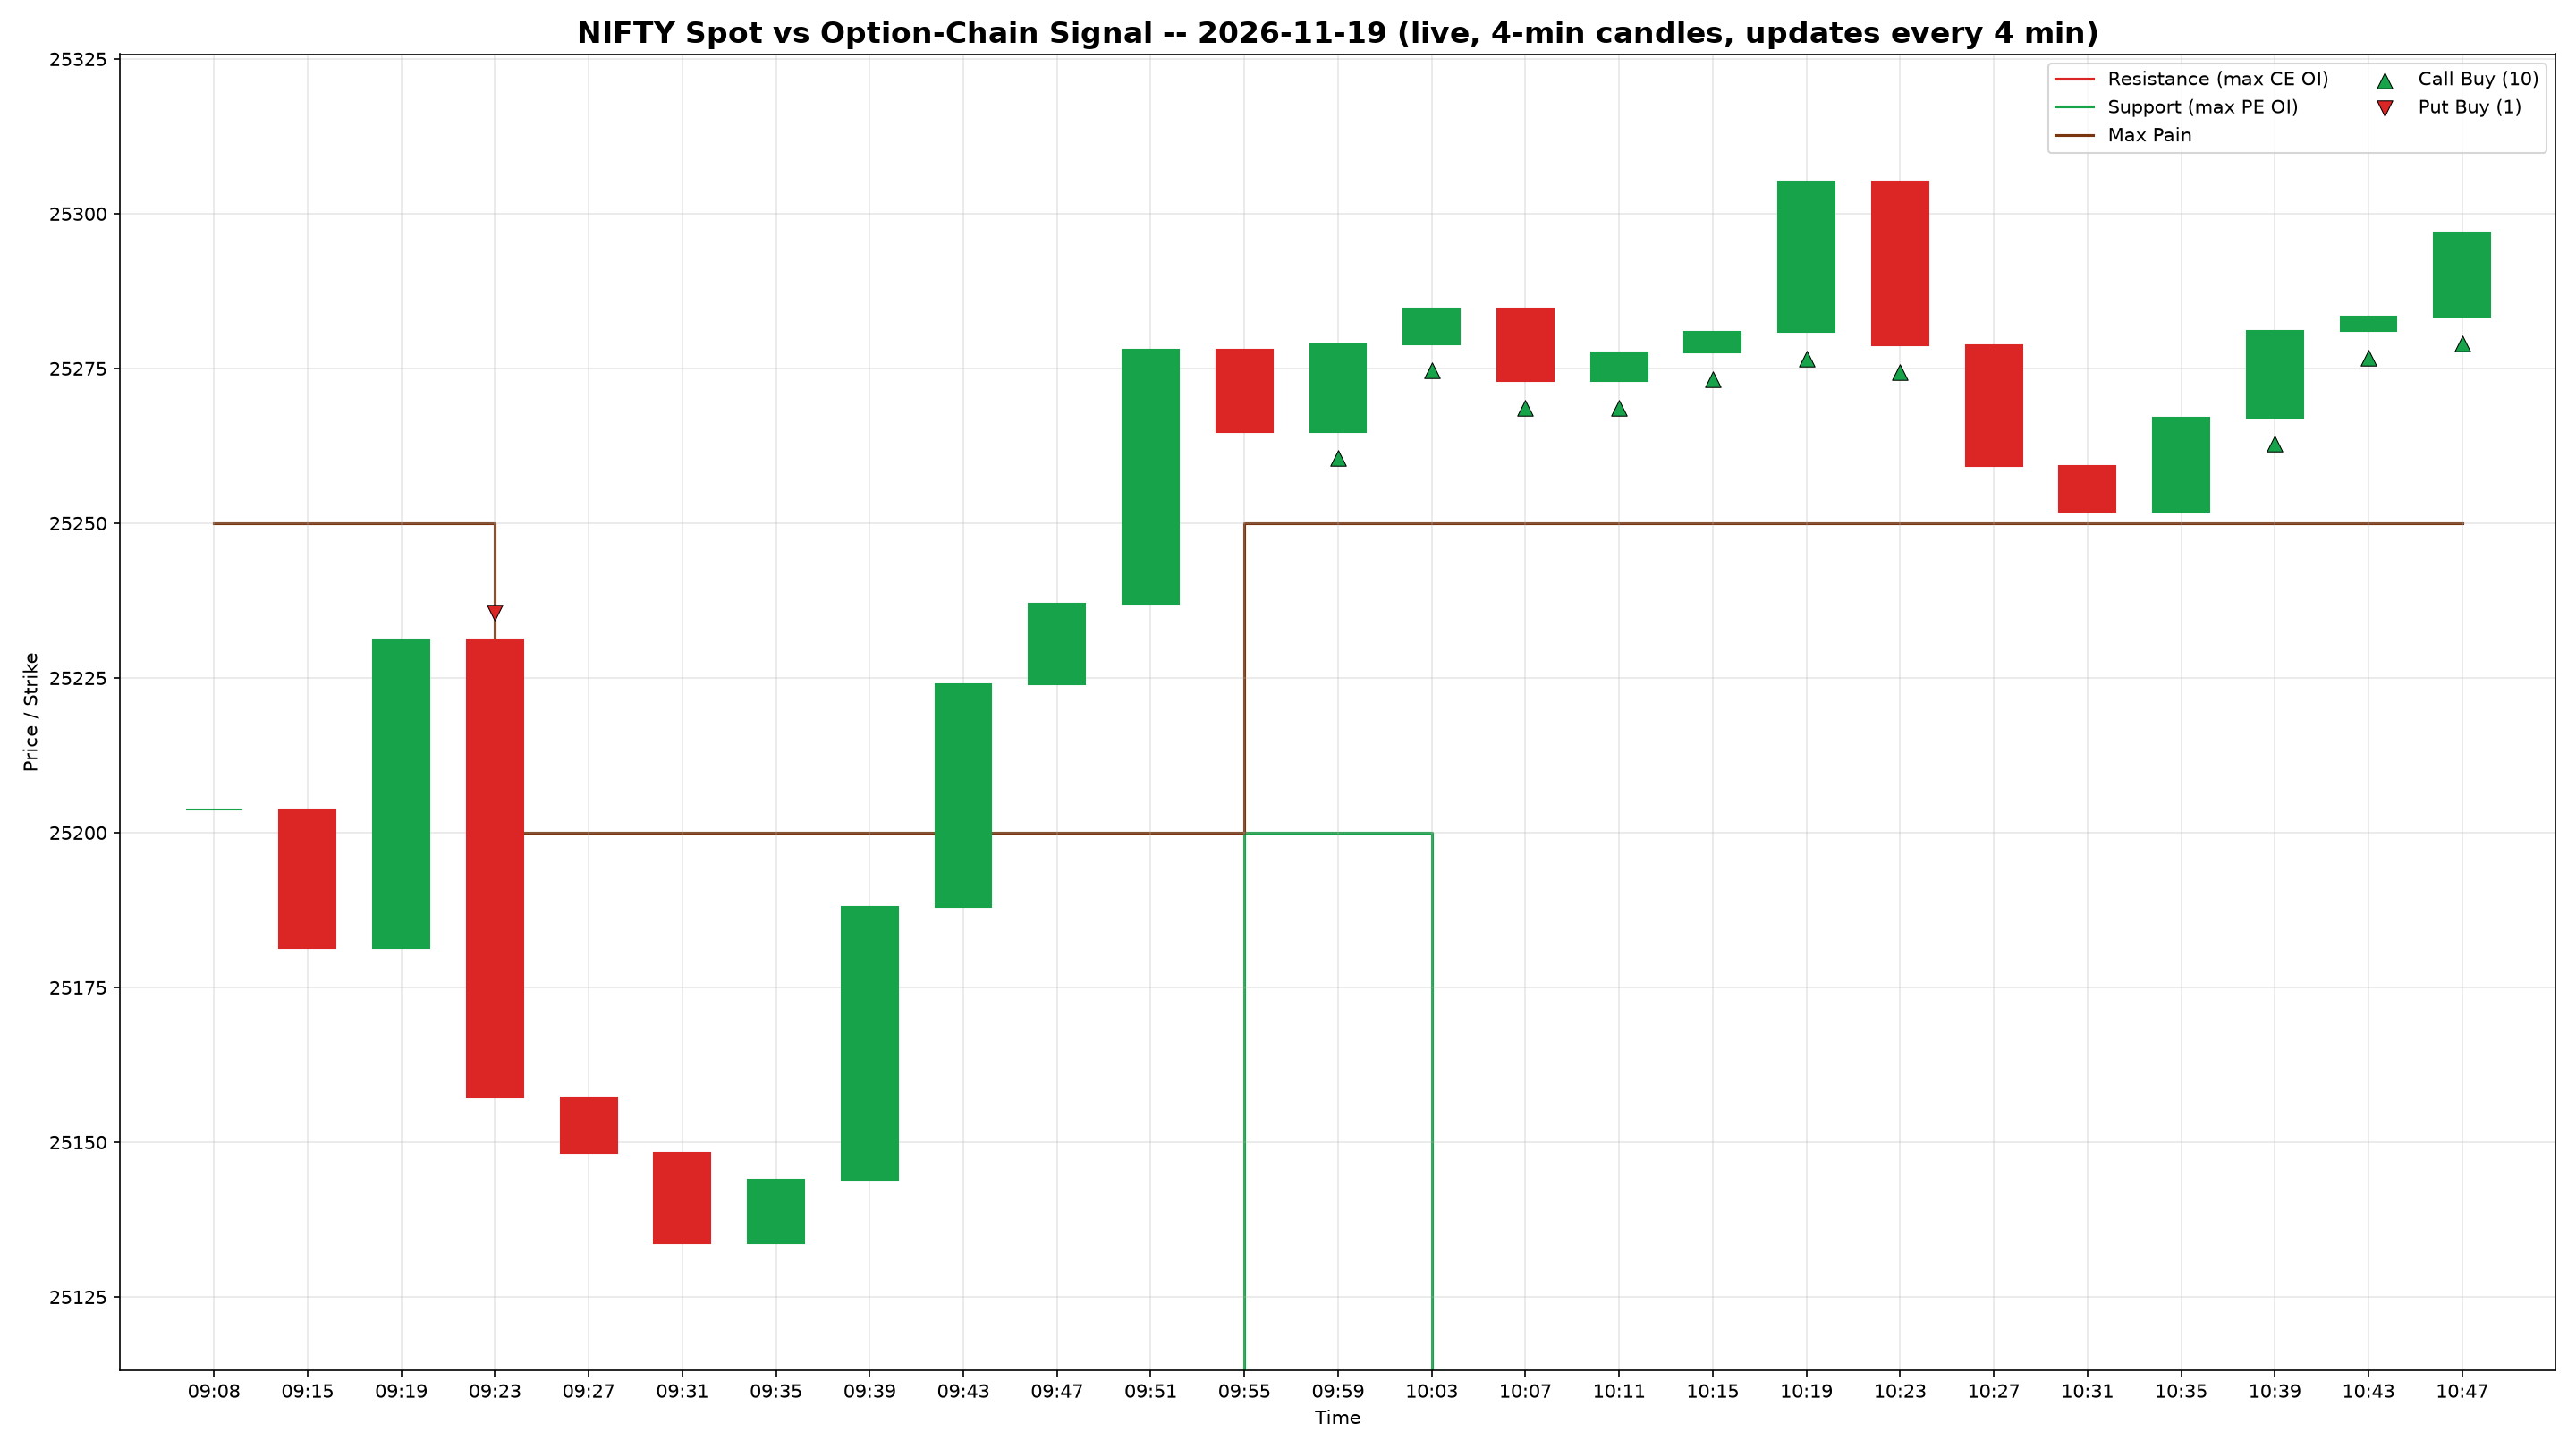 NIFTY Spot vs Option-Chain Signal -- 2026-11-19 (live, 4-min candles, updates every 4 min)
Resistance (max CE OI)
Support (max PE OI)
Max Pain
Call Buy (10)
Put Buy (1)
Price / Strike
25325
25300
25275
25250
25225
25200
25175
25150
25125
09:08 09:15 09:19 09:23 09:27 09:31 09:35 09:39 09:43 09:47 09:51 09:55 09:59 10:03 10:07 10:11 10:15 10:19 10:23 10:27 10:31 10:35 10:39 10:43 10:47
Time